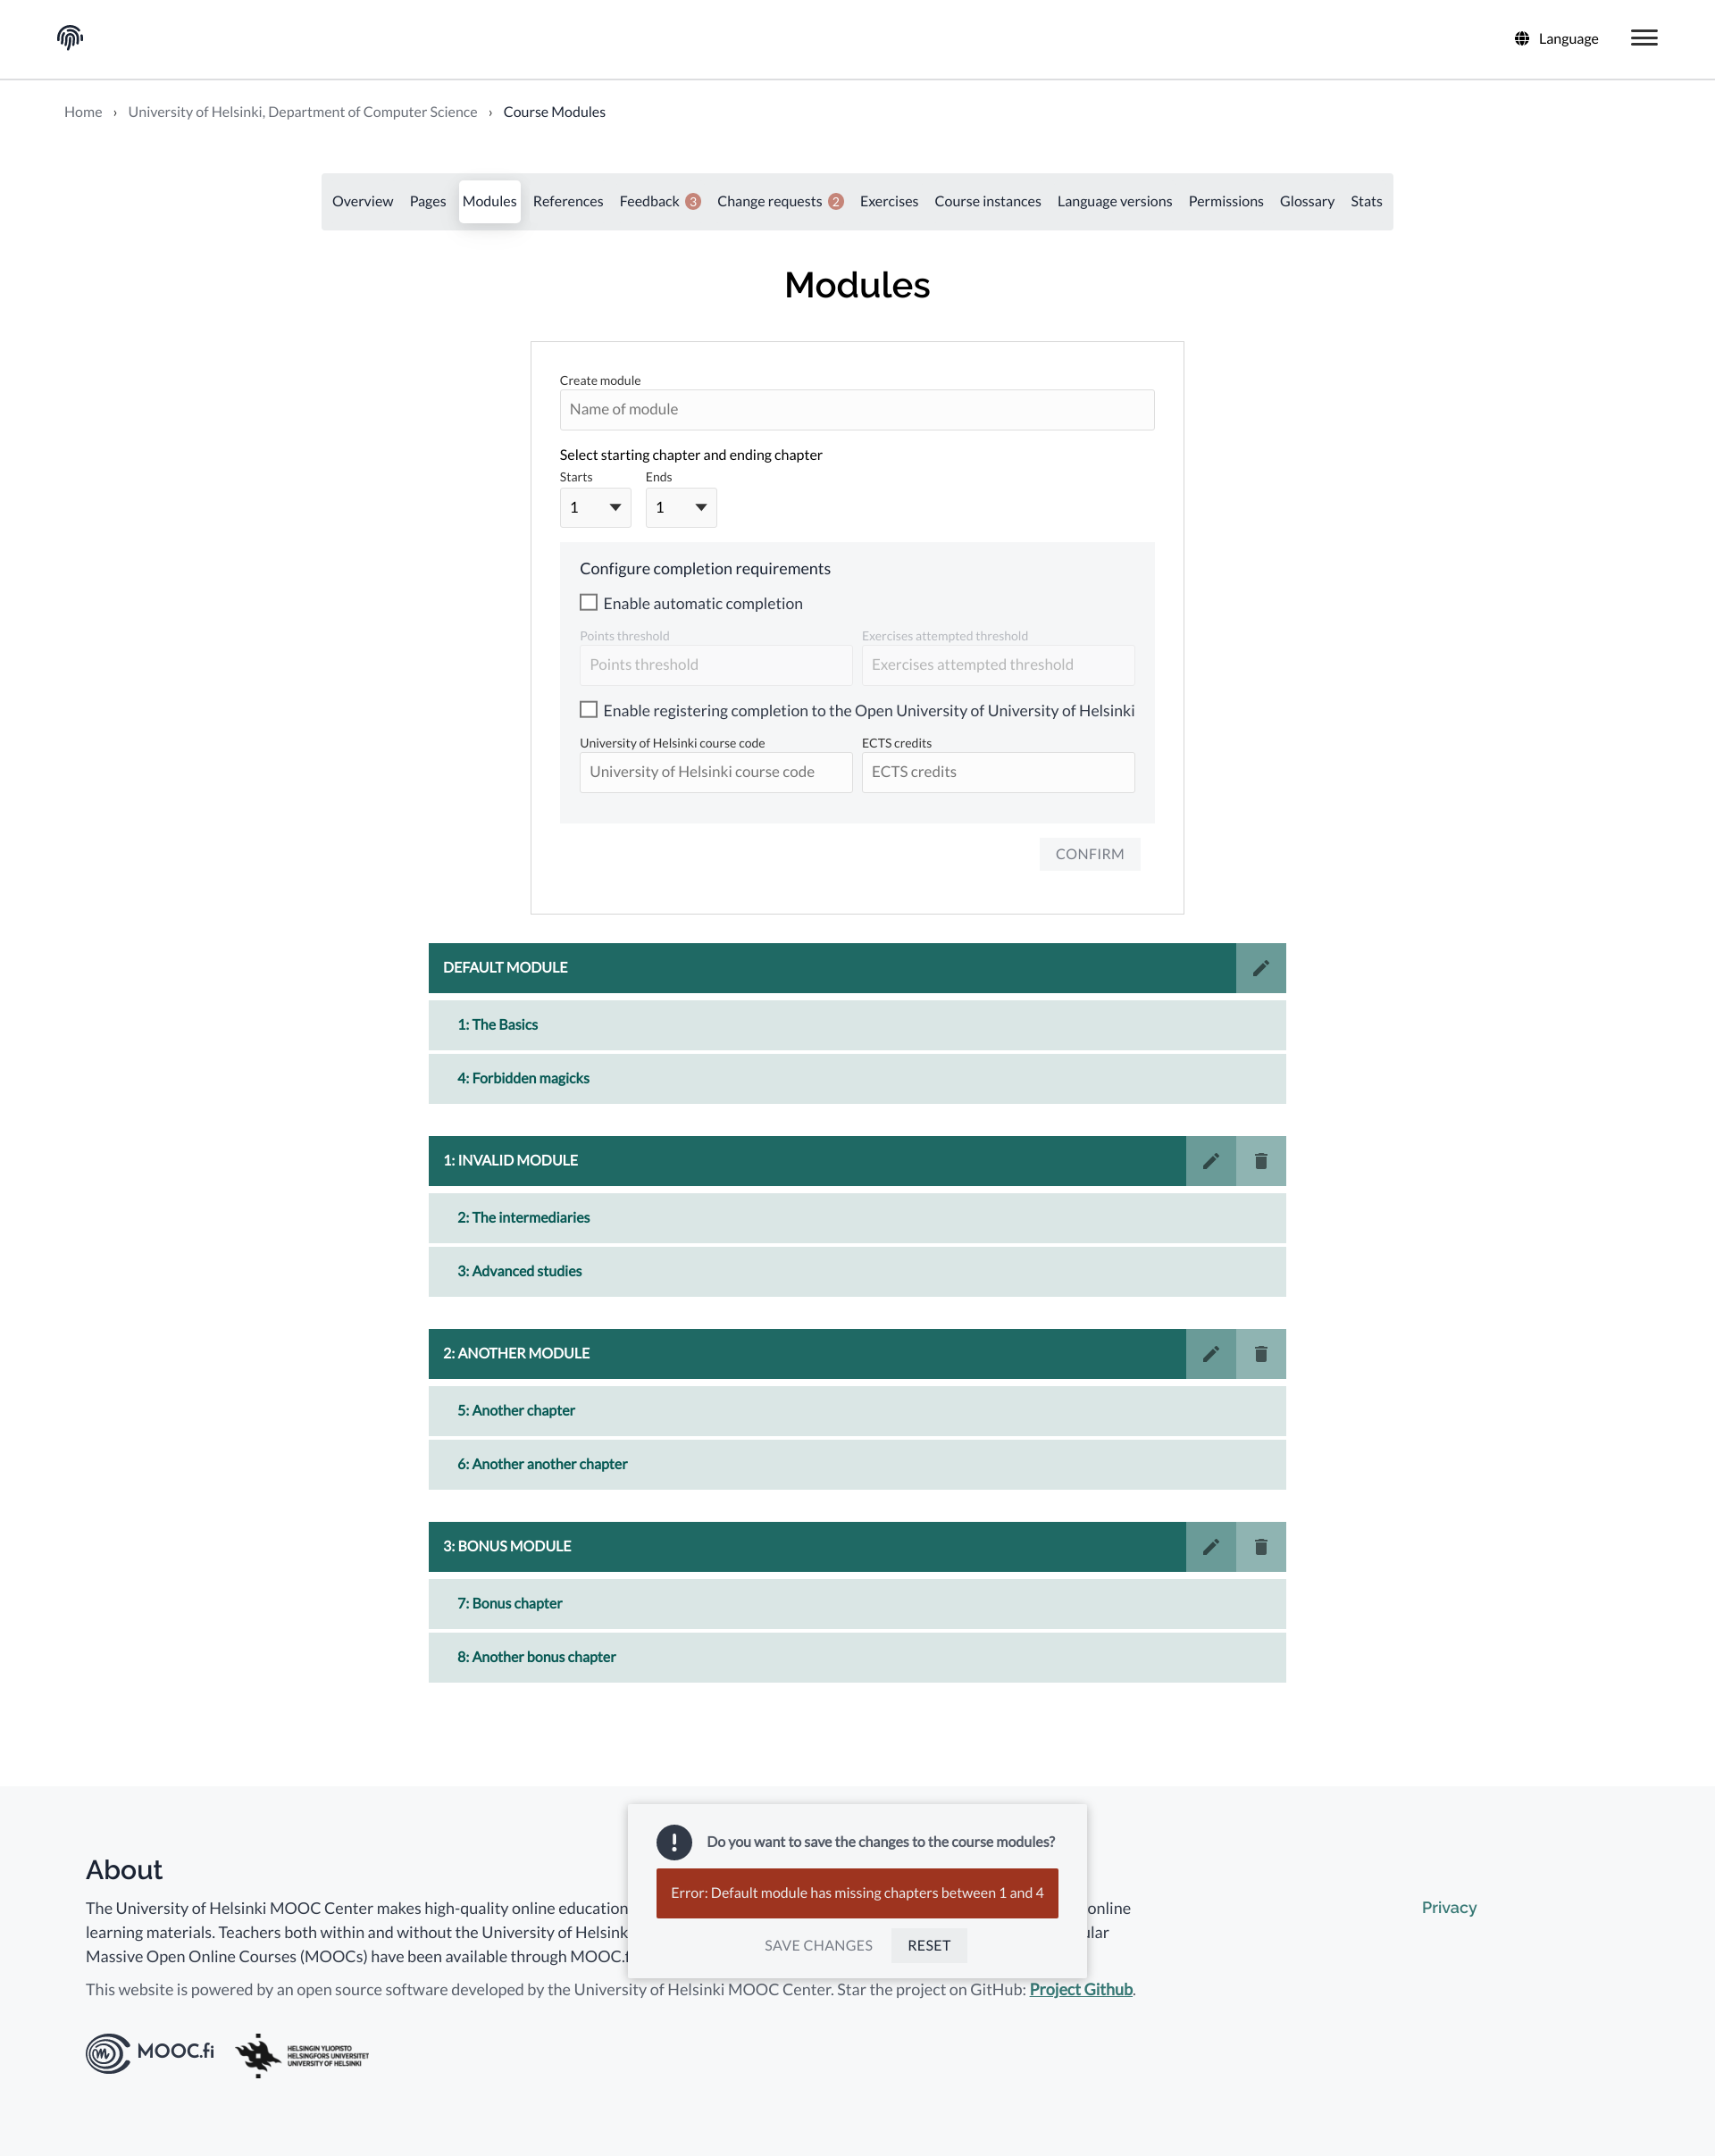 Language
Home › University of Helsinki, Department of Computer Science › Course Modules
Overview Pages Modules References Feedback 3 Change requests 2 Exercises Course instances Language versions Permissions Glossary Stats
Modules
Create module
Name of module
Select starting chapter and ending chapter
Starts Ends
1 1
Configure completion requirements
Enable automatic completion
Points threshold Exercises attempted threshold
Points threshold Exercises attempted threshold
Enable registering completion to the Open University of University of Helsinki
University of Helsinki course code ECTS credits
University of Helsinki course code ECTS credits
CONFIRM
DEFAULT MODULE
1: The Basics
4: Forbidden magicks
1: INVALID MODULE
2: The intermediaries
3: Advanced studies
2: ANOTHER MODULE
5: Another chapter
6: Another another chapter
3: BONUS MODULE
7: Bonus chapter
8: Another bonus chapter
Do you want to save the changes to the course modules?
Error: Default module has missing chapters between 1 and 4
SAVE CHANGES RESET
About
The University of Helsinki MOOC Center makes high-quality online education online
learning materials. Teachers both within and without the University of Helsink ular
Massive Open Online Courses (MOOCs) have been available through MOOC.f
Privacy
This website is powered by an open source software developed by the University of Helsinki MOOC Center. Star the project on GitHub: Project Github.
MOOC.fi
HELSINGIN YLIOPISTO
HELSINGFORS UNIVERSITET
UNIVERSITY OF HELSINKI